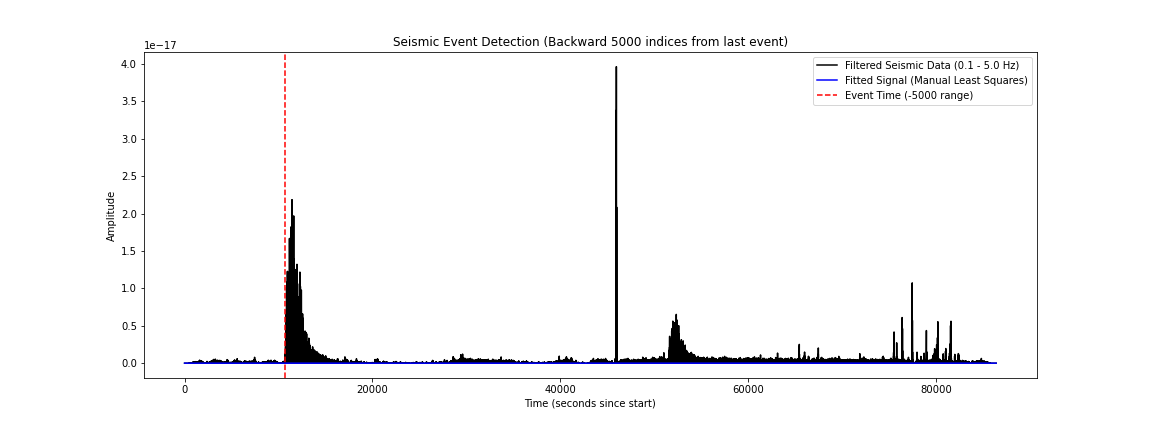 Seismic Event Detection (Backward 5000 indices from last event)
1e−17
4.0
3.5
3.0
2.5
2.0
1.5
1.0
0.5
0.0
Amplitude
Filtered Seismic Data (0.1 - 5.0 Hz)
Fitted Signal (Manual Least Squares)
Event Time (-5000 range)
0 20000 40000 60000 80000
Time (seconds since start)